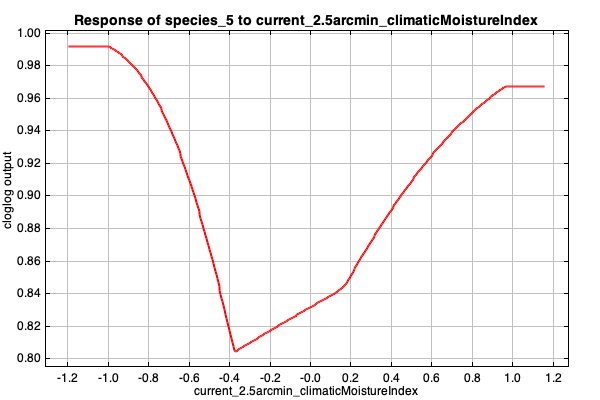 Response of species_5 to current_2.5arcmin_climaticMoistureIndex
1.00
0.98
0.96
0.94
0.92
0.90
0.88
0.86
0.84
0.82
0.80
cloglog output
-1.2 -1.0 -0.8 -0.6 -0.4 -0.2 -0.0 0.2 0.4 0.6 0.8 1.0 1.2
current_2.5arcmin_climaticMoistureIndex